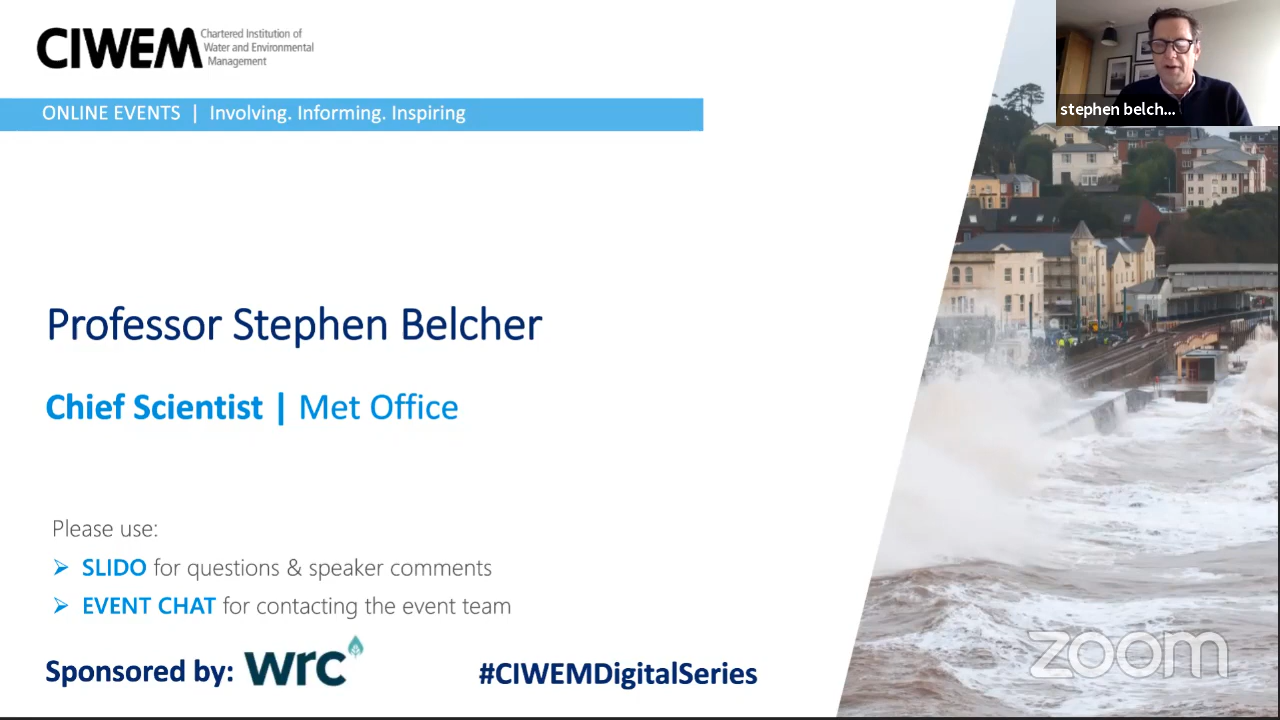 CIWEM
Chartered Institution of
Water and Environmental
Management
stephen belch...
ONLINE EVENTS | Involving. Informing. Inspiring
Professor Stephen Belcher
Chief Scientist | Met Office
Please use:
➢ SLIDO for questions & speaker comments
➢ EVENT CHAT for contacting the event team
Sponsored by: wrc
#CIWEMDigitalSeries
zoom